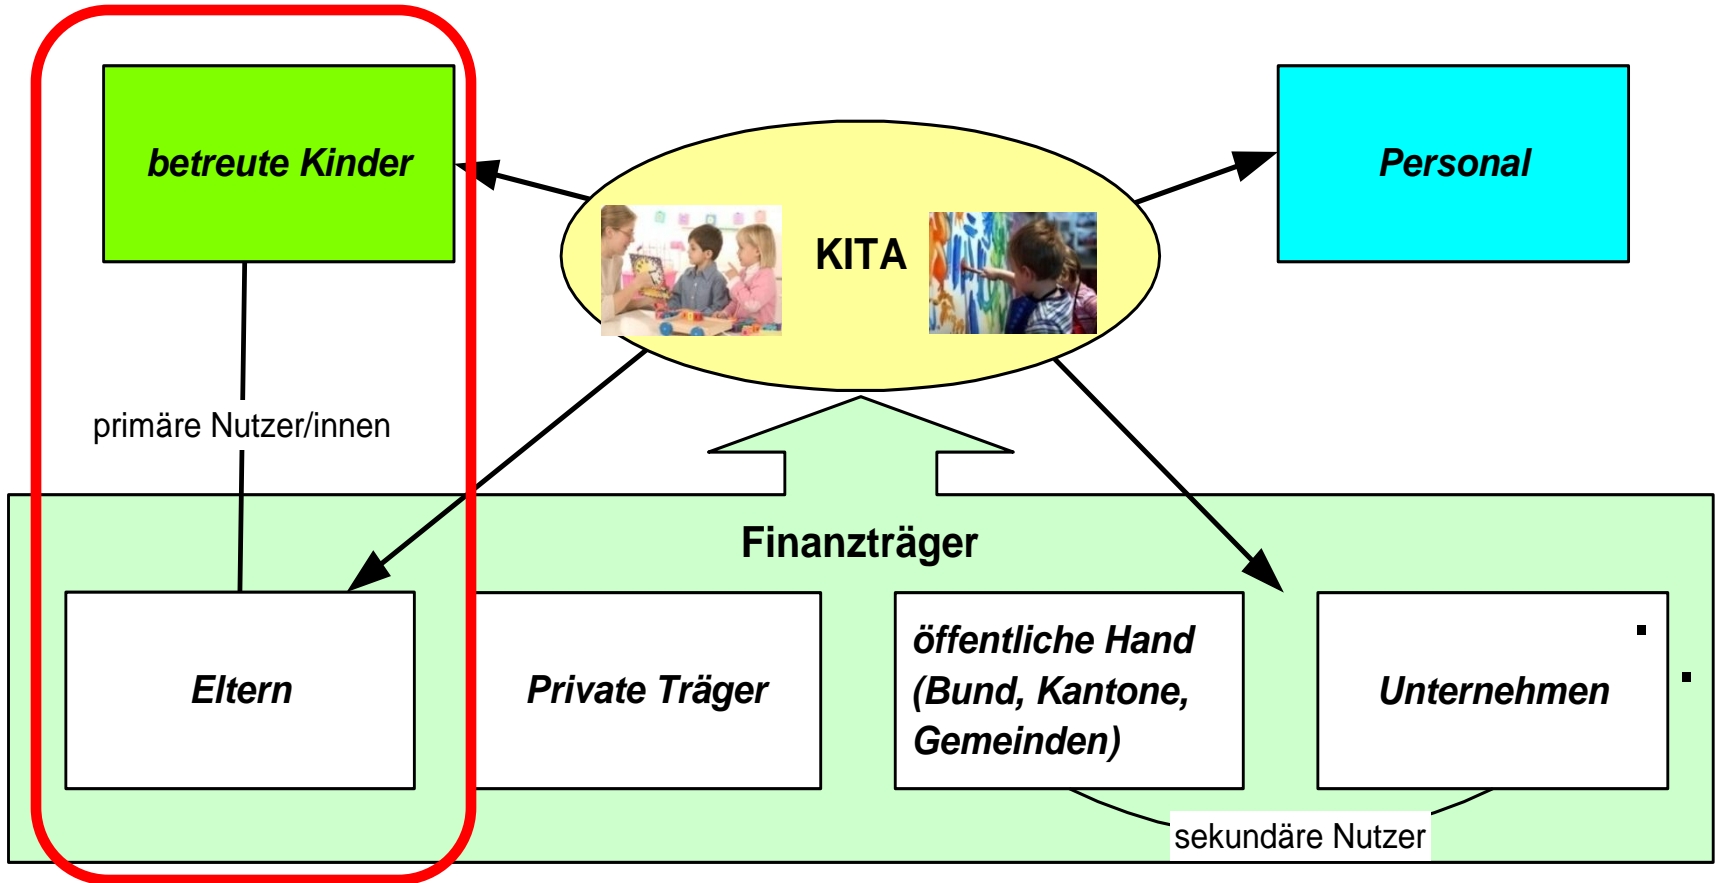 betreute Kinder
KITA
Personal
primäre Nutzer/innen
Finanzträger
Eltern
Private Träger
öffentliche Hand
(Bund, Kantone,
Gemeinden)
Unternehmen
sekundäre Nutzer